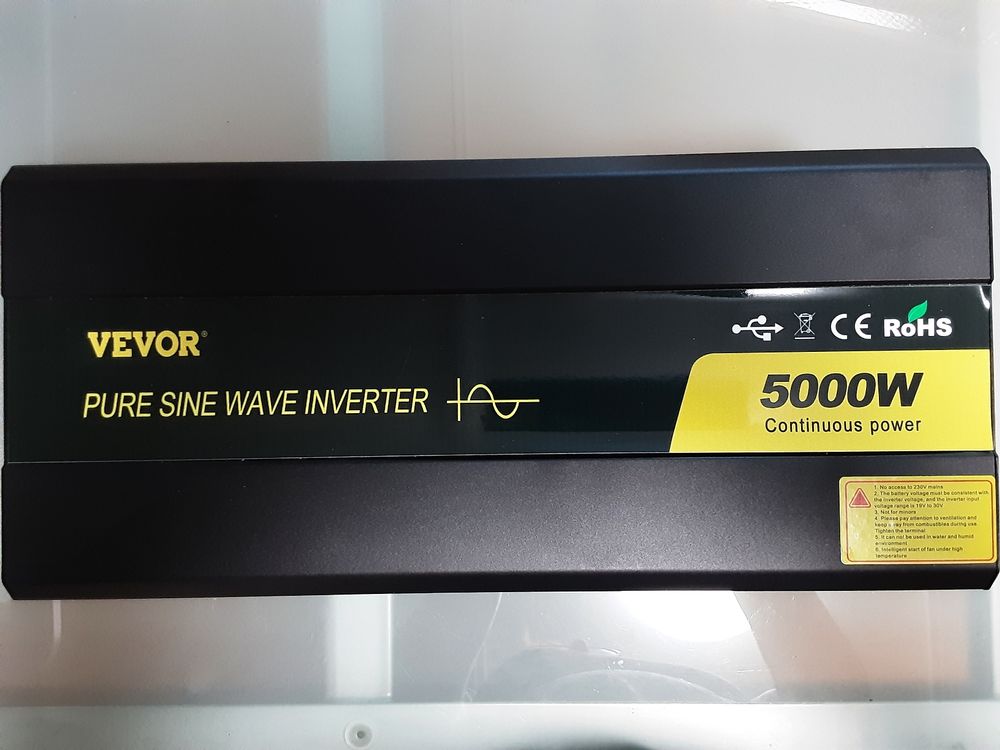 VEVOR®
PURE SINE WAVE INVERTER
CE RoHS
5000W
Continuous power
1. No access to 230V mains
2. The battery voltage must be consistent with
the inverter voltage, and the inverter input
voltage range is 19V to 30V
3. Not for minors
4. Please pay attention to ventilation and
keep away from combustibles during use.
Tighten the terminal
5. It can not be used in water and humid
environment
6. Intelligent start of fan under high
temperature